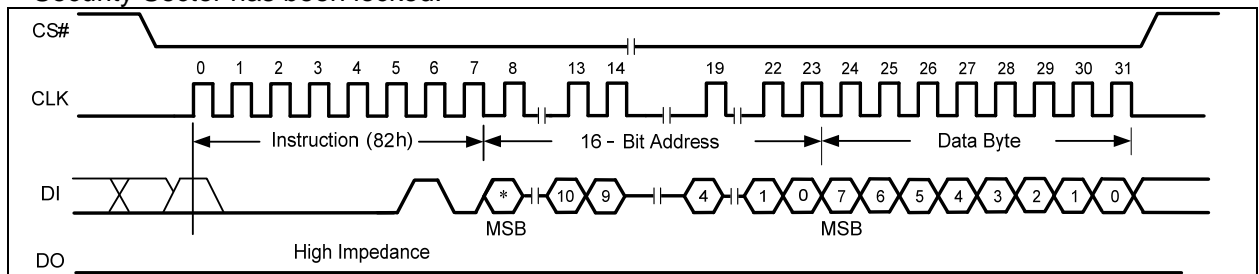 Security Sector has been locked.
CS#
0 1 2 3 4 5 6 7 8 13 14 19 22 23 24 25 26 27 28 29 30 31
CLK
Instruction (82h) 16 - Bit Address Data Byte
DI * 10 9 4 1 0 7 6 5 4 3 2 1 0
MSB MSB
High Impedance
DO